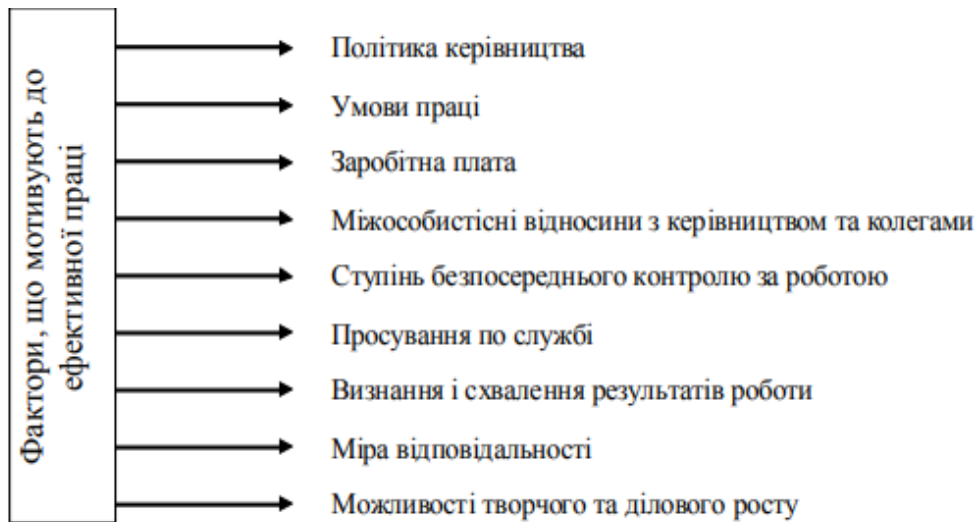 Фактори, що мотивують до
ефективної праці
Політика керівництва
Умови праці
Заробітна плата
Міжособистісні відносини з керівництвом та колегами
Ступінь безпосереднього контролю за роботою
Просування по службі
Визнання і схвалення результатів роботи
Міра відповідальності
Можливості творчого та ділового росту